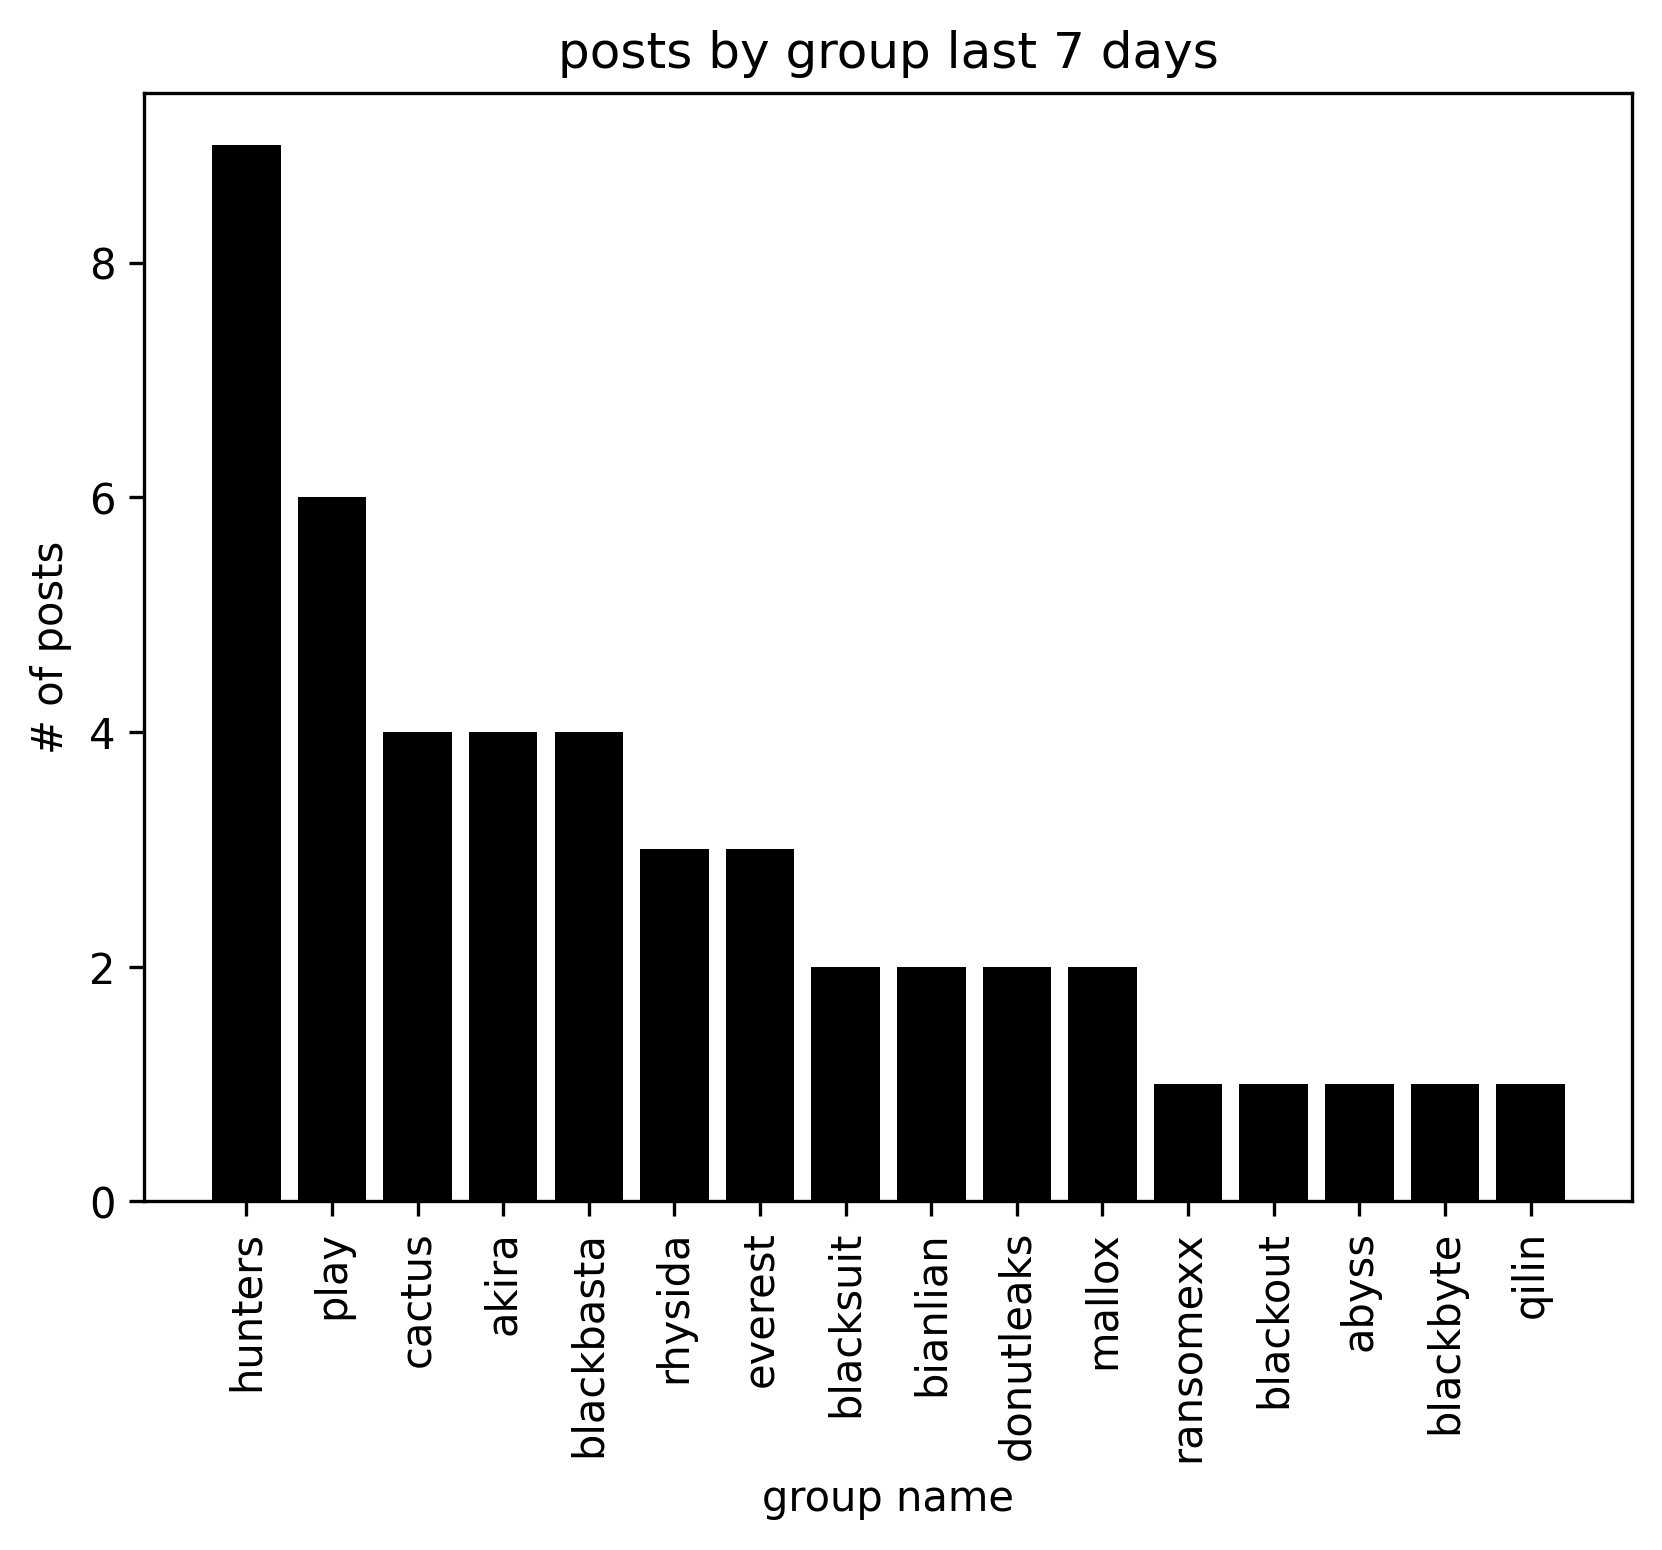 posts by group last 7 days
# of posts
8
6
4
2
0
hunters
play
cactus
akira
blackbasta
rhysida
everest
blacksuit
bianlian
donutleaks
mallox
ransomexx
blackout
abyss
blackbyte
qilin
group name